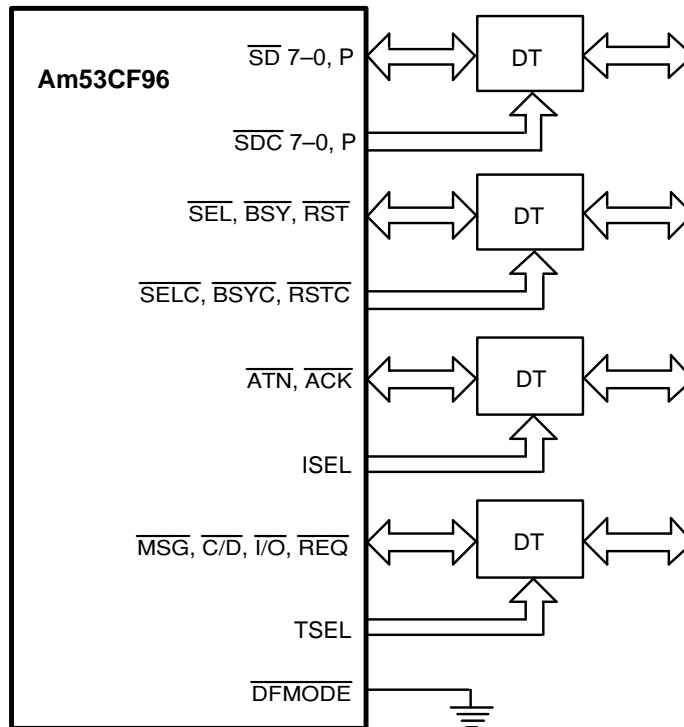 SD 7–0, P
DT
Am53CF96
SDC 7–0, P
SEL, BSY, RST
DT
SELC, BSYC, RSTC
ATN, ACK
DT
ISEL
MSG, C/D, I/O, REQ
DT
TSEL
DFMODE